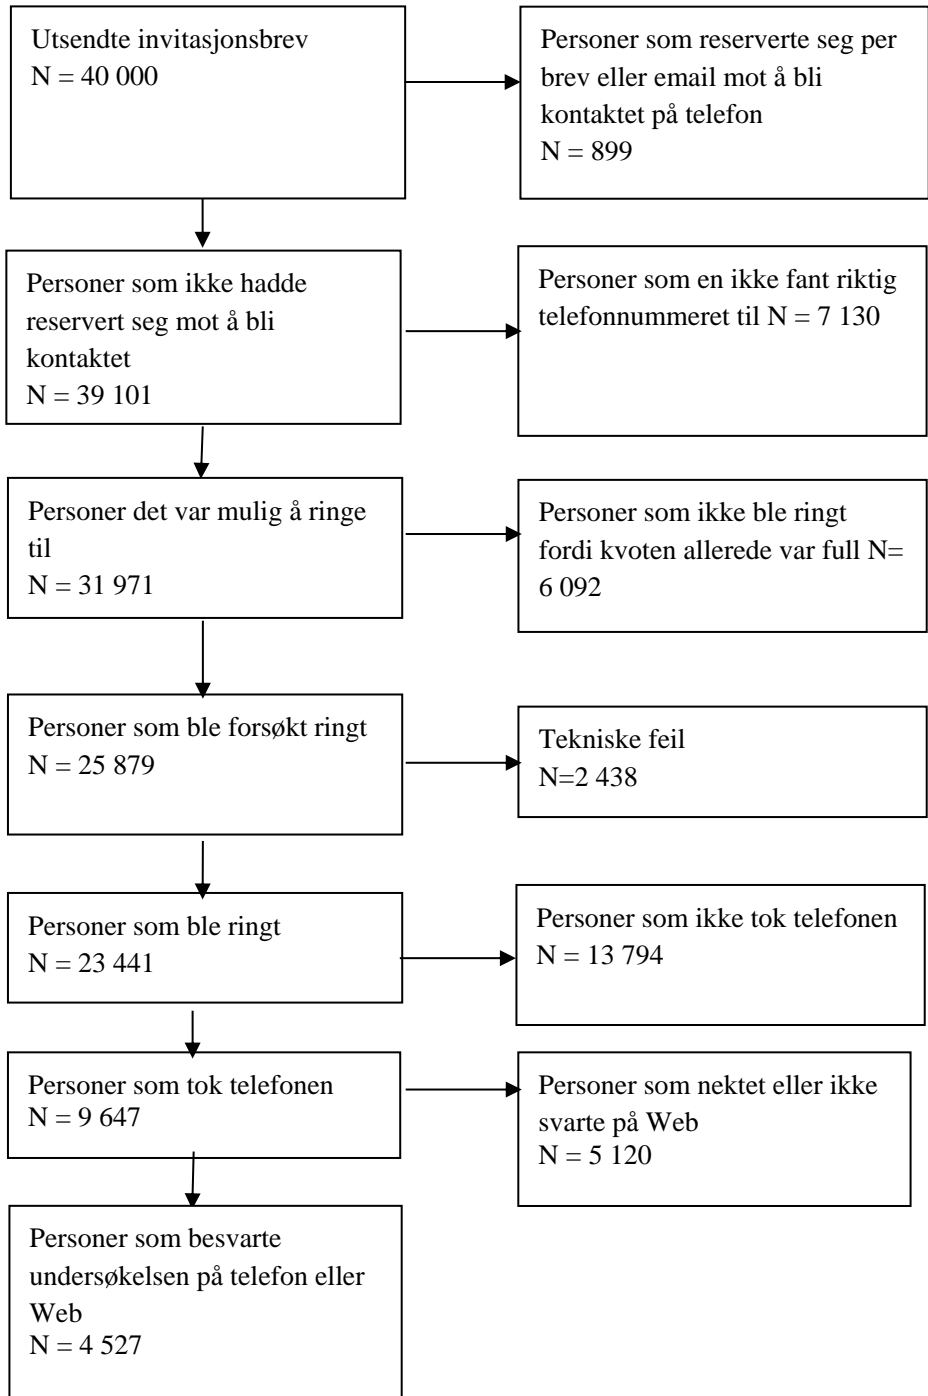 Utsendte invitasjonsbrev
N = 40 000
Personer som reserverte seg per
brev eller email mot å bli
kontaktet på telefon
N = 899
Personer som ikke hadde
reservert seg mot å bli
kontaktet
N = 39 101
Personer som en ikke fant riktig
telefonnummeret til N = 7 130
Personer det var mulig å ringe
til
N = 31 971
Personer som ikke ble ringt
fordi kvoten allerede var full N=
6 092
Personer som ble forsøkt ringt
N = 25 879
Tekniske feil
N=2 438
Personer som ble ringt
N = 23 441
Personer som ikke tok telefonen
N = 13 794
Personer som tok telefonen
N = 9 647
Personer som nektet eller ikke
svarte på Web
N = 5 120
Personer som besvarte
undersøkelsen på telefon eller
Web
N = 4 527